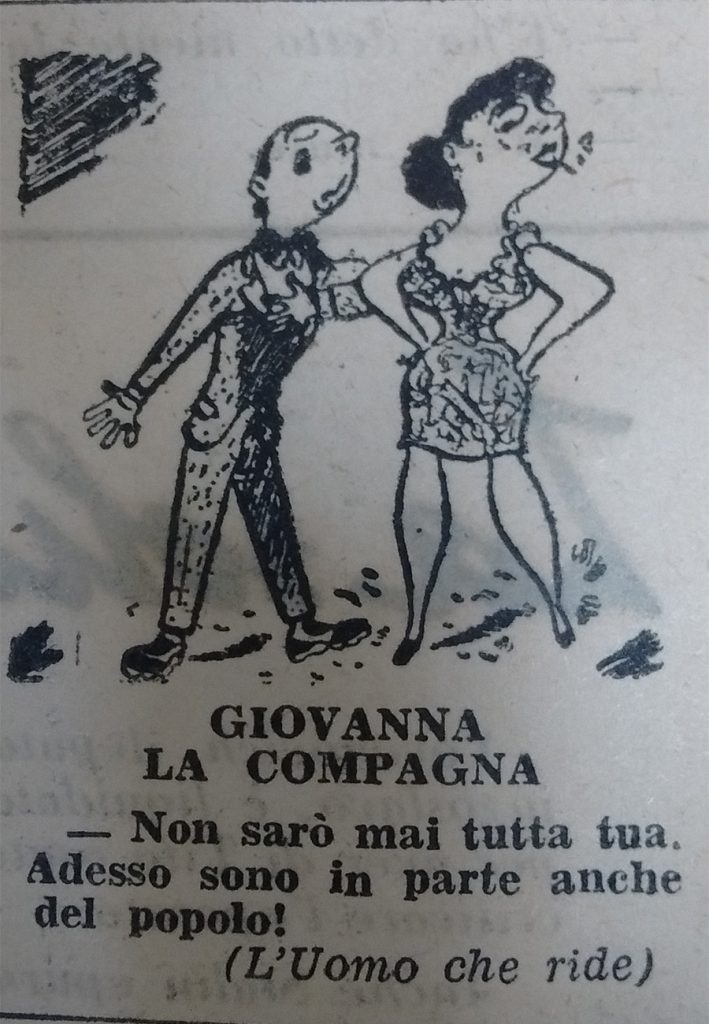 GIOVANNA
LA COMPAGNA
— Non sarò mai tutta tua.
Adesso sono in parte anche
del popolo!
(L'Uomo che ride)